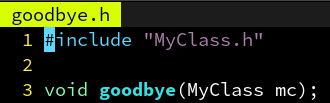 goodbye.h
1 #include "MyClass.h"
2
3 void goodbye(MyClass mc);